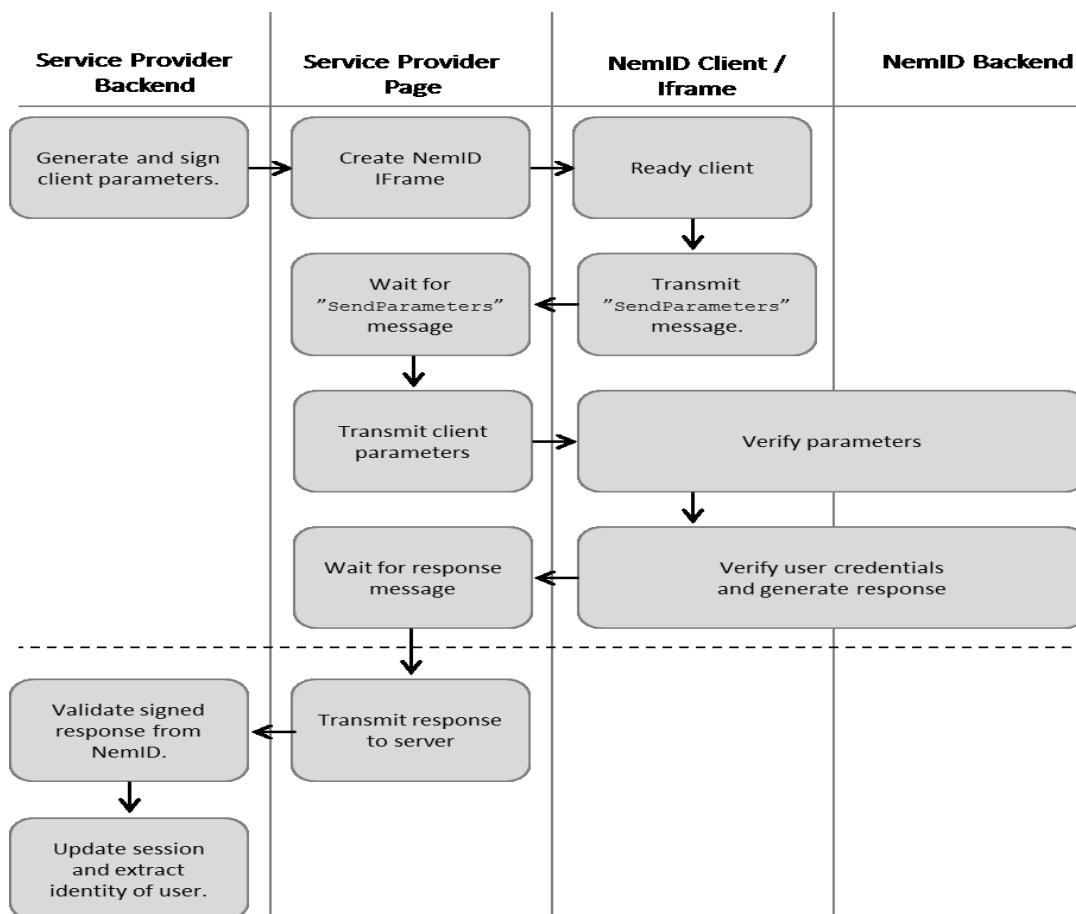 Service Provider
Backend
Service Provider
Page
NemID Client /
Iframe
NemID Backend
Generate and sign
client parameters.
Create NemID
IFrame
Ready client
Wait for
”SendParameters”
message
Transmit
”SendParameters”
message.
Transmit client
parameters
Verify parameters
Wait for response
message
Verify user credentials
and generate response
Validate signed
response from
NemID.
Transmit response
to server
Update session
and extract
identity of user.